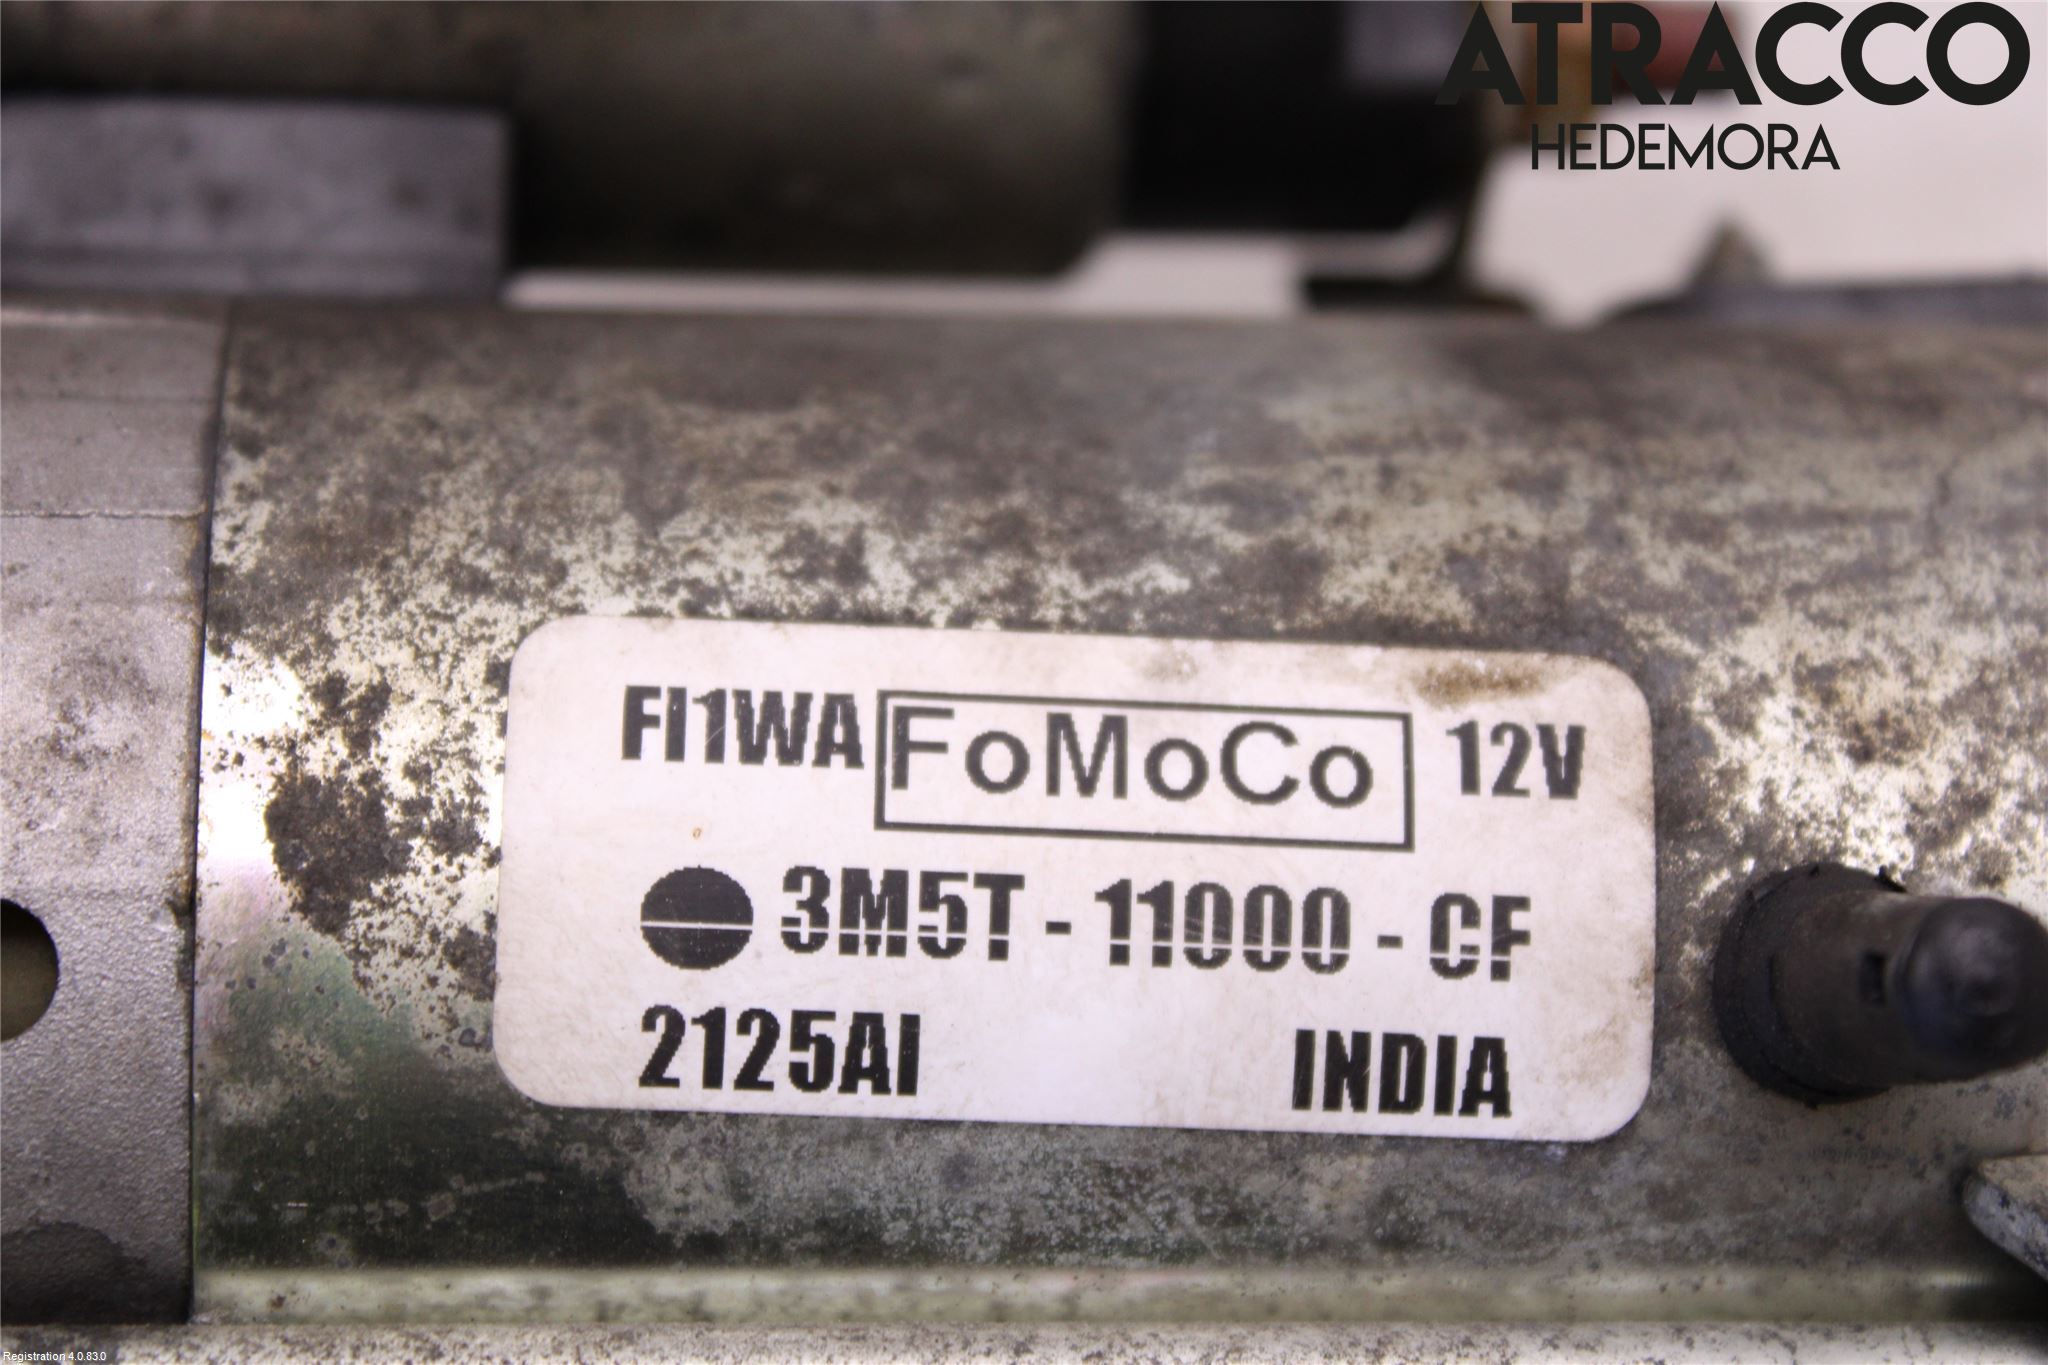 ATRACCO
HEDEMORA
FI1WA FoMoCo 12V
3M5T - 11000 - CF
2125AI INDIA
Registration 4.0.83.0